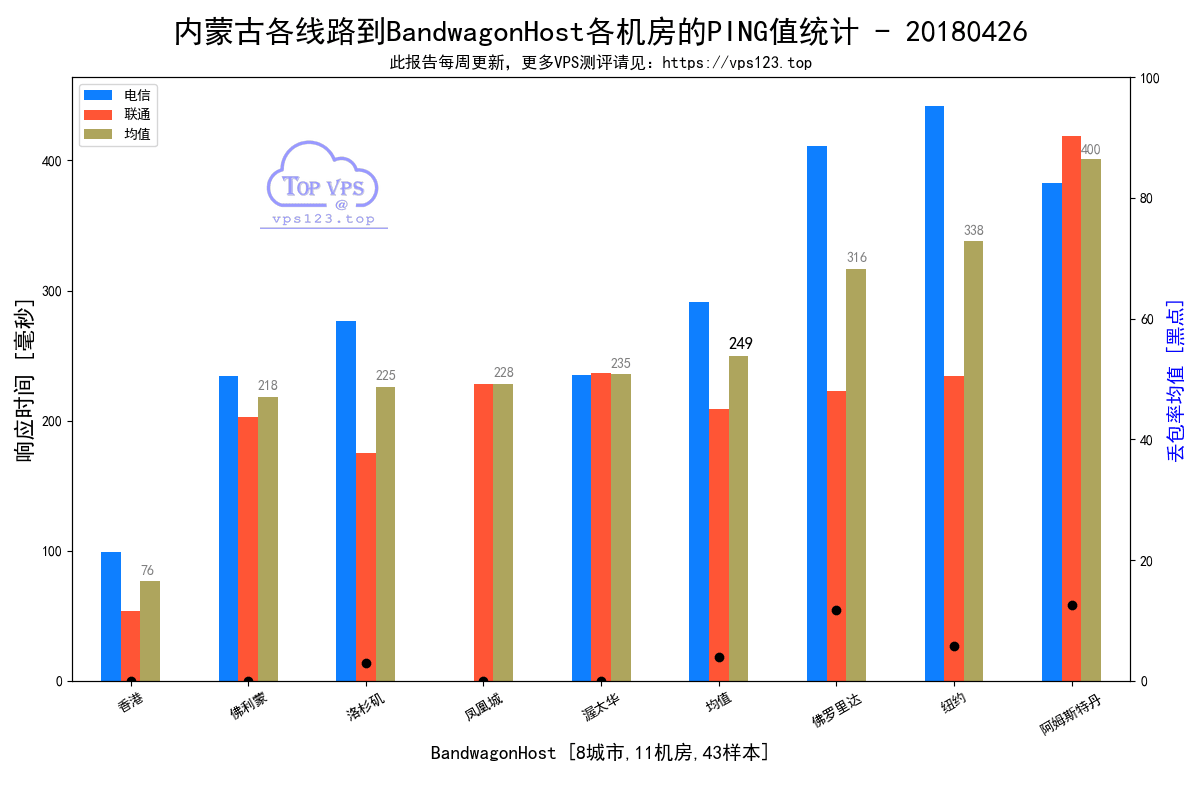 内蒙古各线路到BandwagonHost各机房的PING值统计 - 20180426
此报告每周更新，更多VPS测评请见：https://vps123.top
电信
联通
均值
TOP VPS
@
vps123.top
响应时间 [毫秒]
400
300
200
100
0
100
80
60
40
20
0
丢包率均值 [黑点]
76
218
225
228
235
249
316
338
400
香港
佛利蒙
洛杉矶
凤凰城
渥太华
均值
佛罗里达
纽约
阿姆斯特丹
BandwagonHost [8城市,11机房,43样本]